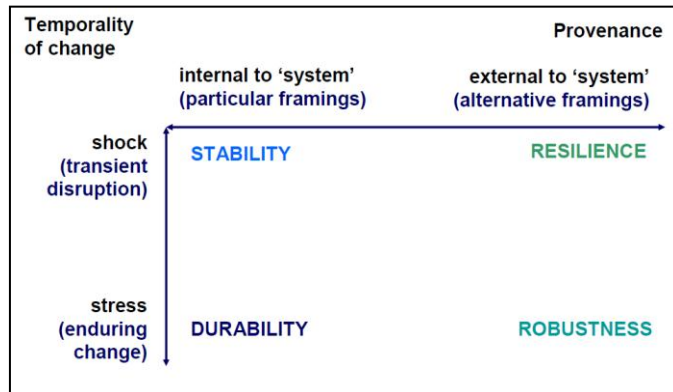 Temporality
of change
Provenance
internal to ‘system’
(particular framings)
external to ‘system’
(alternative framings)
shock
(transient
disruption)
STABILITY
RESILIENCE
stress
(enduring
change)
DURABILITY
ROBUSTNESS